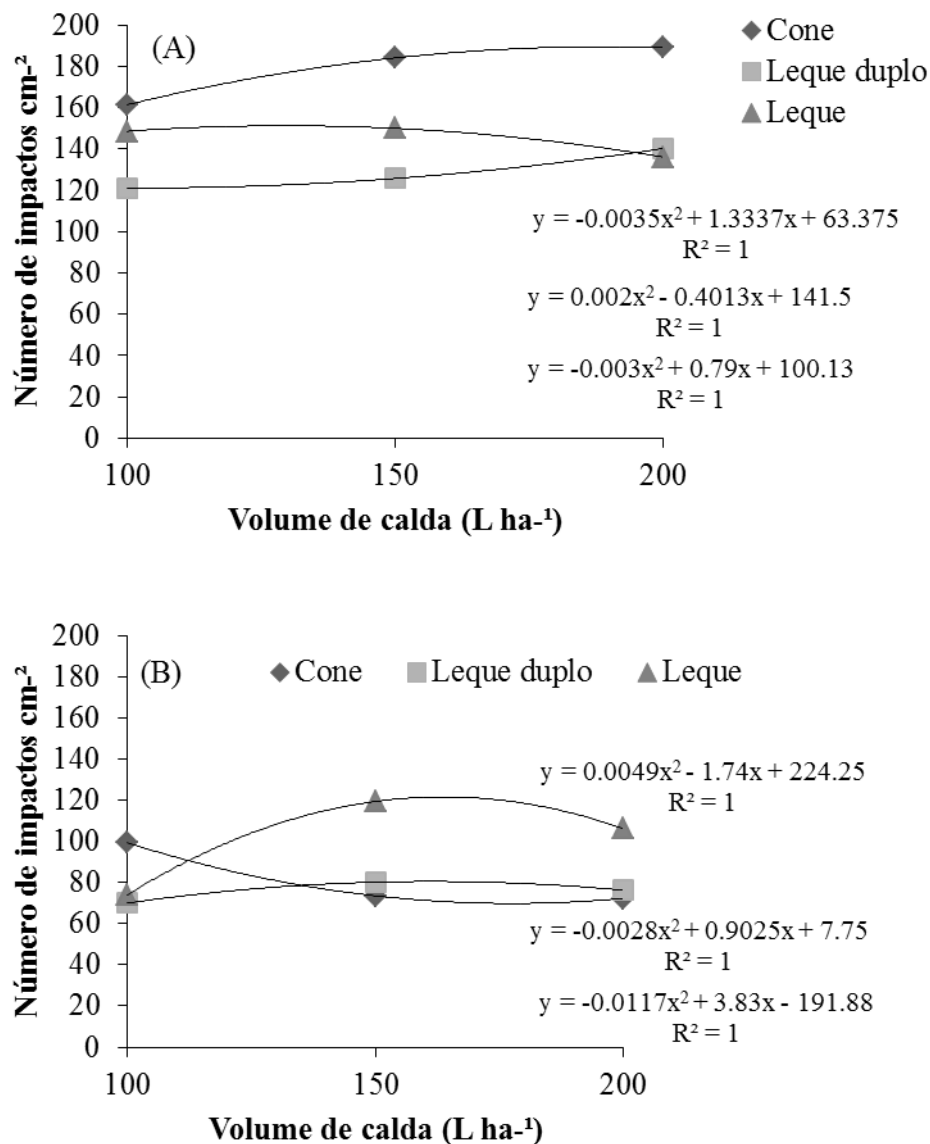 (A)
Cone
Leque duplo
Leque
Número de impactos cm-²
200
180
160
140
120
100
80
60
40
20
0
y = -0.0035x² + 1.3337x + 63.375
R² = 1
y = 0.002x² - 0.4013x + 141.5
R² = 1
y = -0.003x² + 0.79x + 100.13
R² = 1
100 150 200
Volume de calda (L ha-¹)
(B)
Cone Leque duplo Leque
Número de impactos cm-²
200
180
160
140
120
100
80
60
40
20
0
y = 0.0049x² - 1.74x + 224.25
R² = 1
y = -0.0028x² + 0.9025x + 7.75
R² = 1
y = -0.0117x² + 3.83x - 191.88
R² = 1
100 150 200
Volume de calda (L ha-¹)